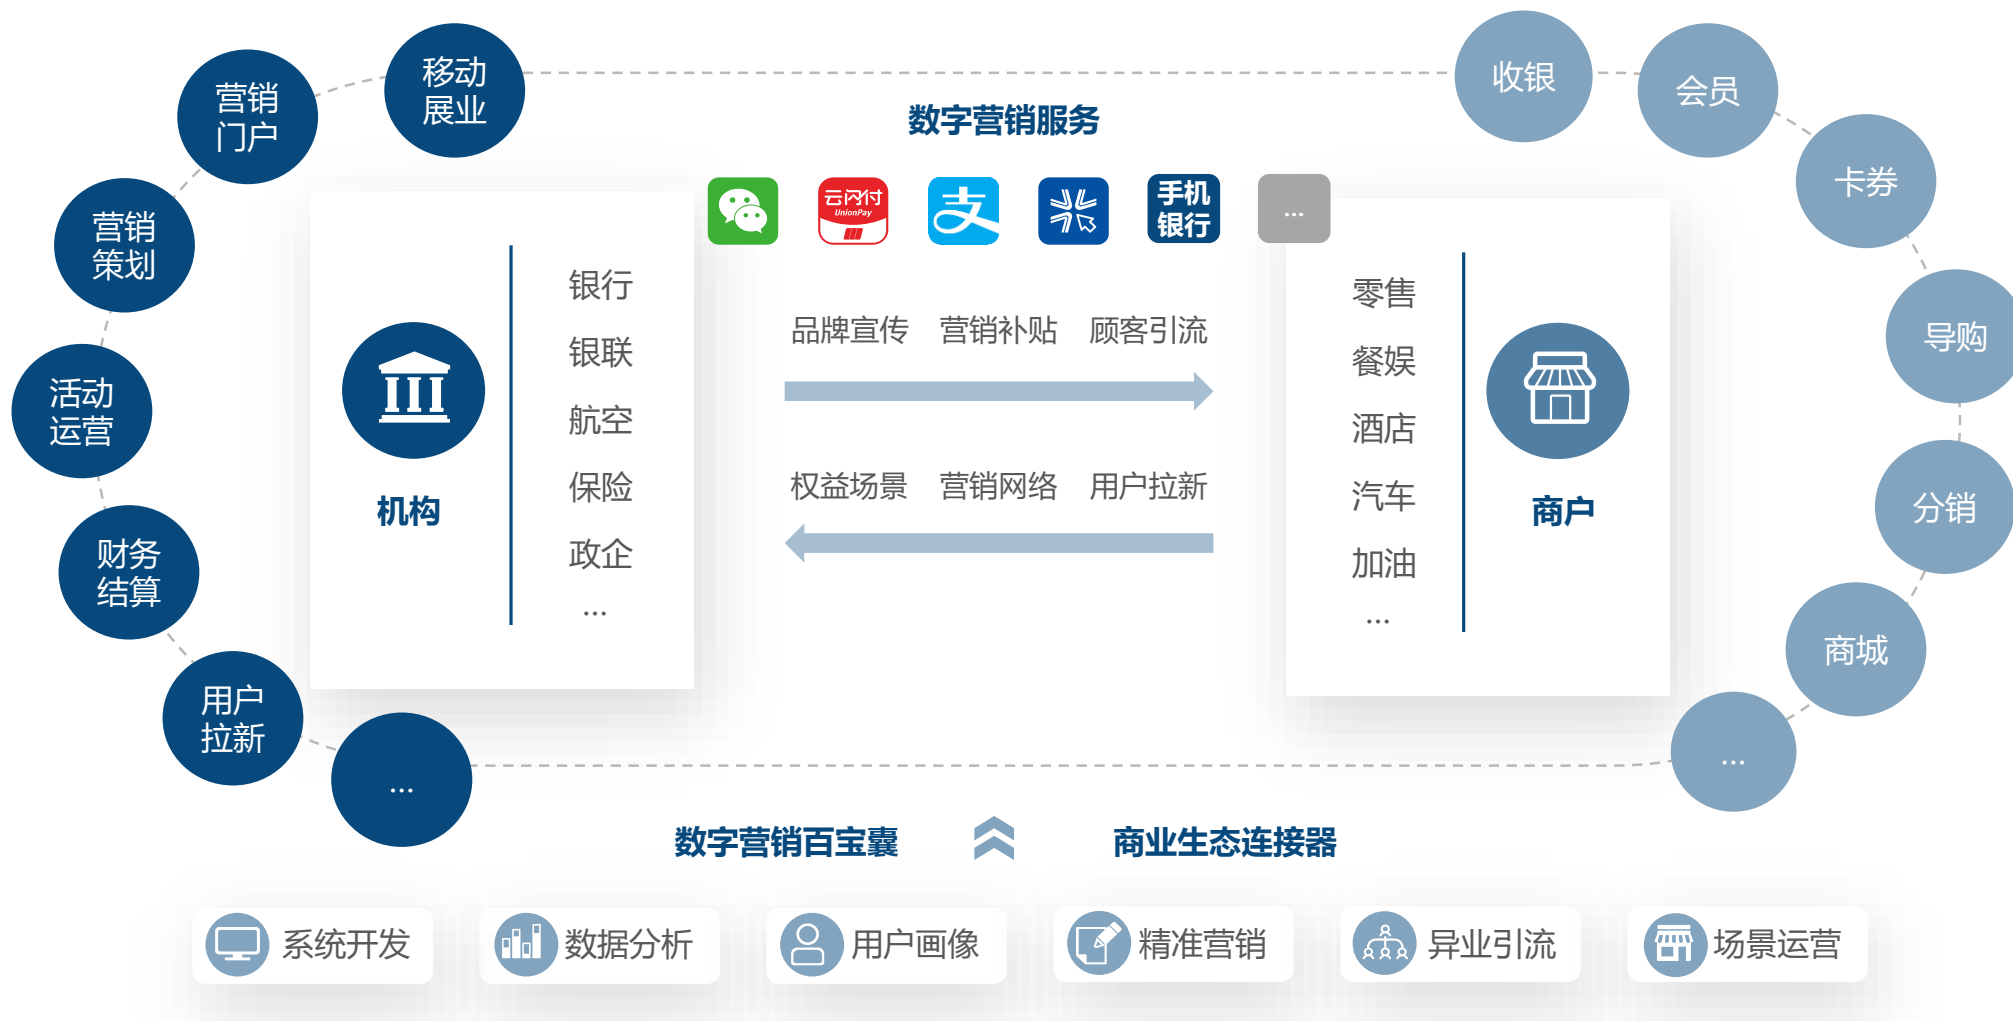 移动
展业
营销
门户
营销
策划
活动
运营
财务
结算
用户
拉新
...
数字营销服务
云闪付
UnionPay
支
手机
银行
...
机构
银行
银联
航空
保险
政企
...
品牌宣传 营销补贴 顾客引流
权益场景 营销网络 用户拉新
零售
餐娱
酒店
汽车
加油
...
商户
收银
会员
卡券
导购
分销
商城
...
数字营销百宝囊
商业生态连接器
系统开发
数据分析
用户画像
精准营销
异业引流
场景运营